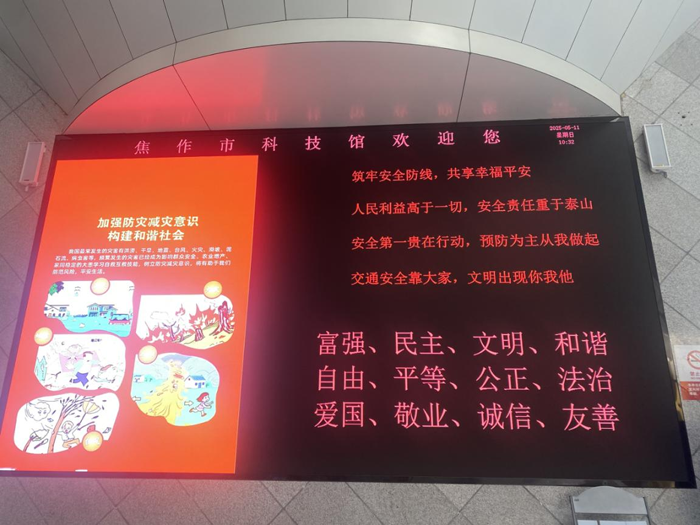 焦作市科技馆欢迎您
2025-05-11
星期日
10:32
加强防灾减灾意识
构建和谐社会
筑牢安全防线，共享幸福平安
人民利益高于一切，安全责任重于泰山
安全第一贵在行动，预防为主从我做起
交通安全靠大家，文明出现你我他
富强、民主、文明、和谐
自由、平等、公正、法治
爱国、敬业、诚信、友善